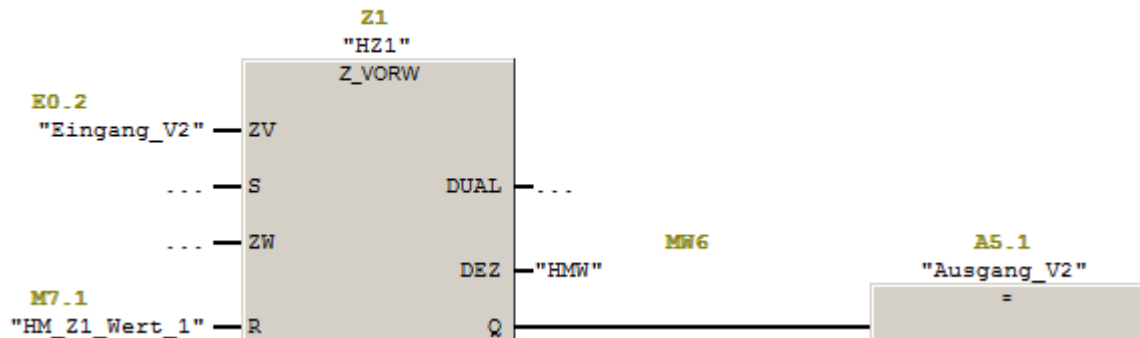 Z1
"HZ1"
Z_VORW
E0.2
"Eingang_V2" ZV
... S DUAL ...
... ZW
MW6 A5.1
DEZ "HMW" "Ausgang_V2"
M7.1 =
"HM_Z1_Wert_1" R Q